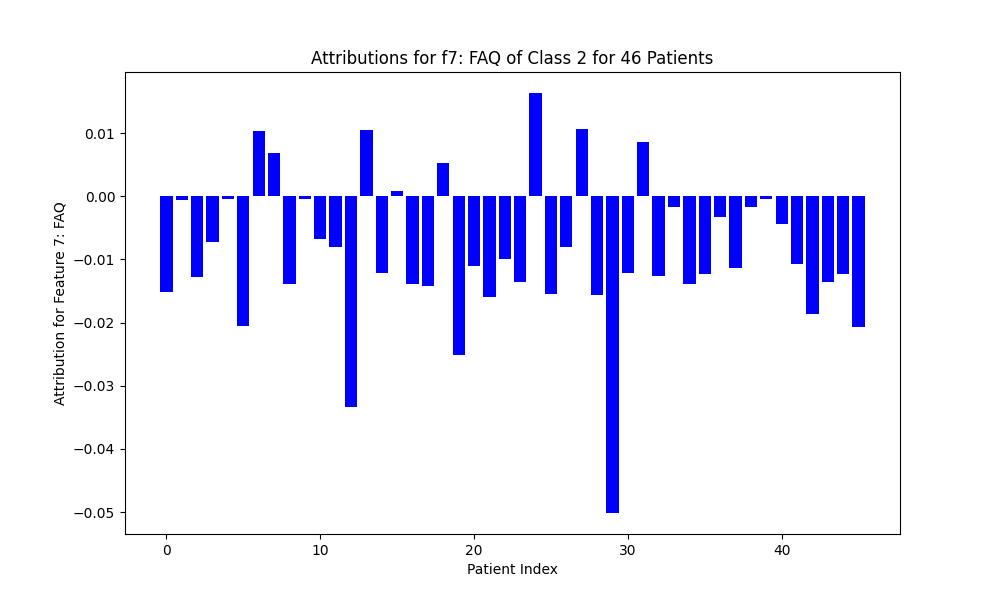 Attributions for f7: FAQ of Class 2 for 46 Patients
Attribution for Feature 7: FAQ
0.01
0.00
−0.01
−0.02
−0.03
−0.04
−0.05
0 10 20 30 40
Patient Index